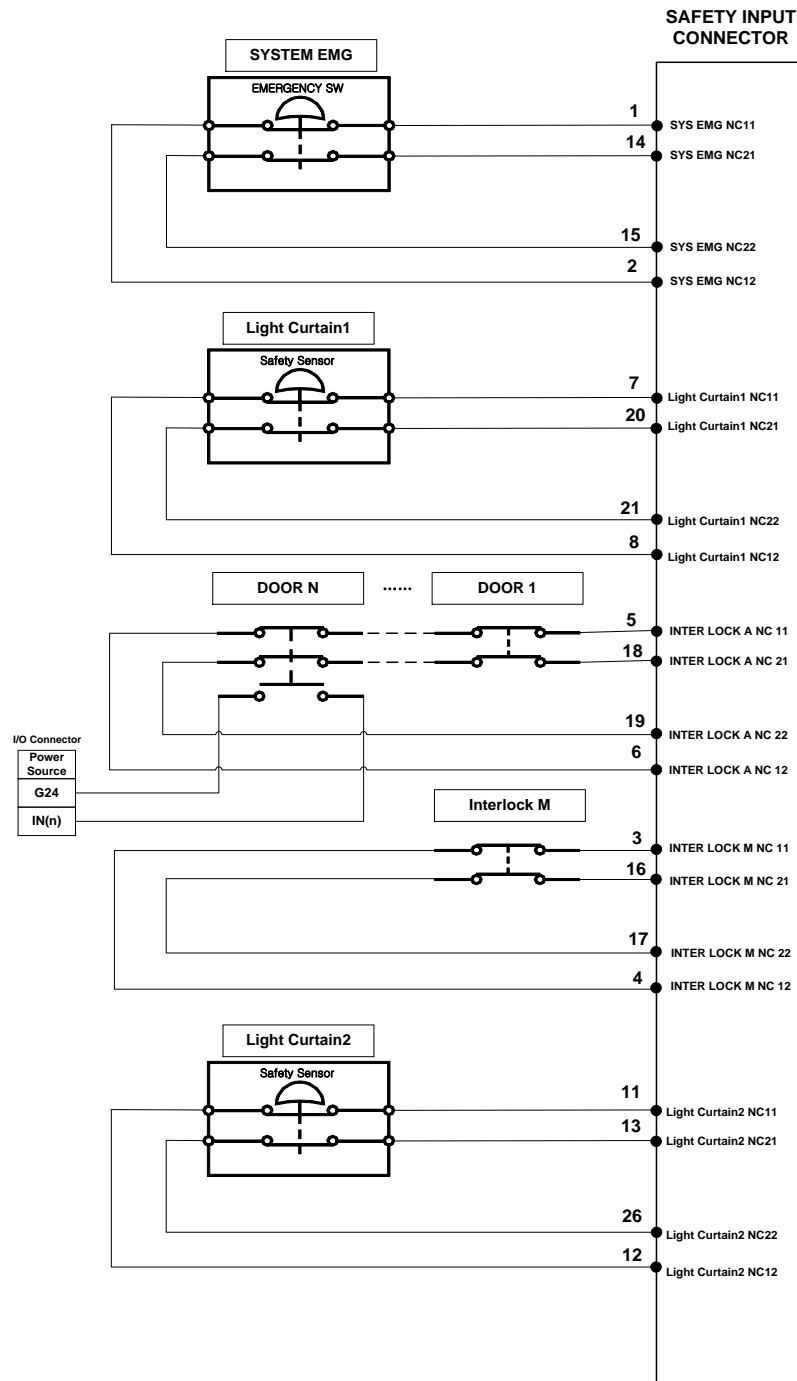 SAFETY INPUT
CONNECTOR
SYSTEM EMG
EMERGENCY SW
1
SYS EMG NC11
14
SYS EMG NC21
15
SYS EMG NC22
2
SYS EMG NC12
Light Curtain1
Safety Sensor
7
Light Curtain1 NC11
20
Light Curtain1 NC21
21
Light Curtain1 NC22
8
Light Curtain1 NC12
DOOR N ...... DOOR 1
5
INTER LOCK A NC 11
18
INTER LOCK A NC 21
19
INTER LOCK A NC 22
6
INTER LOCK A NC 12
I/O Connector
Power
Source
G24
IN(n)
Interlock M
3
INTER LOCK M NC 11
16
INTER LOCK M NC 21
17
INTER LOCK M NC 22
4
INTER LOCK M NC 12
Light Curtain2
Safety Sensor
11
Light Curtain2 NC11
13
Light Curtain2 NC21
26
Light Curtain2 NC22
12
Light Curtain2 NC12